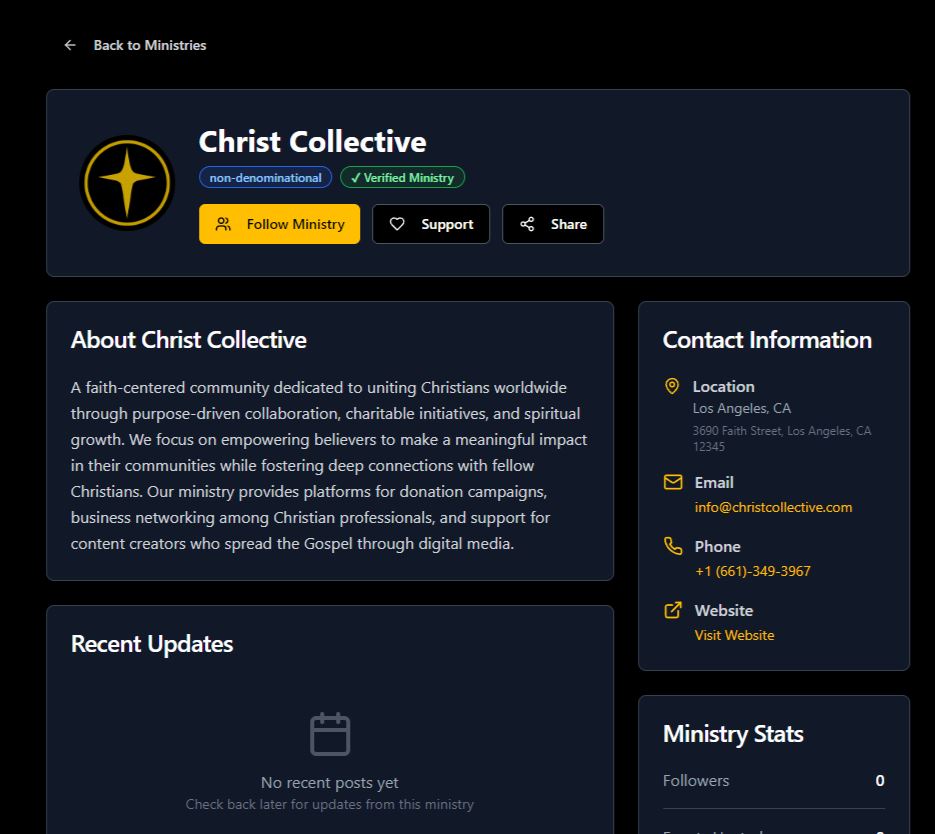 Back to Ministries
Christ Collective
non-denominational ✓ Verified Ministry
Follow Ministry Support Share
About Christ Collective
A faith-centered community dedicated to uniting Christians worldwide
through purpose-driven collaboration, charitable initiatives, and spiritual
growth. We focus on empowering believers to make a meaningful impact
in their communities while fostering deep connections with fellow
Christians. Our ministry provides platforms for donation campaigns,
business networking among Christian professionals, and support for
content creators who spread the Gospel through digital media.
Recent Updates
No recent posts yet
Check back later for updates from this ministry
Contact Information
Location
Los Angeles, CA
3690 Faith Street, Los Angeles, CA
12345
Email
info@christcollective.com
Phone
+1 (661)-349-3967
Website
Visit Website
Ministry Stats
Followers 0